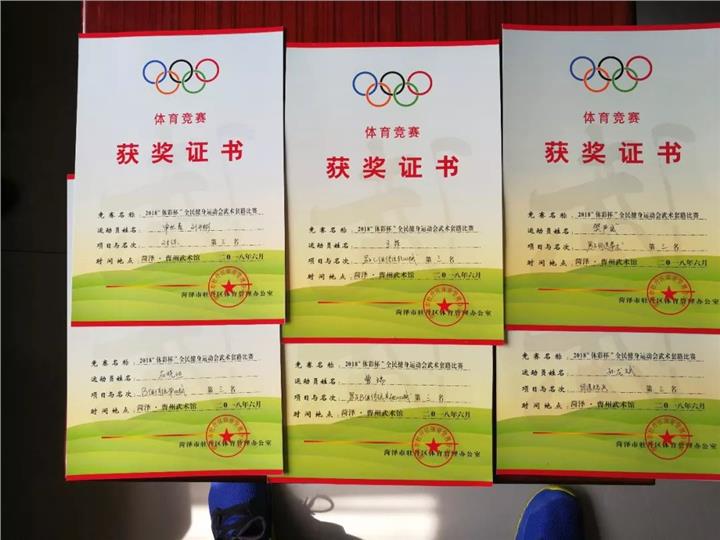 体育竞赛
获奖证书
竞赛名称：2018"体彩杯"全民健身运动会武术套路比赛
运动员姓名：
项目与名次： 第三名
时间地点：菏泽·曹州武术馆 二〇一八年六月
菏泽市牡丹区体育管理办公室
体育竞赛
获奖证书
竞赛名称：2018"体彩杯"全民健身运动会武术套路比赛
运动员姓名：
项目与名次： 第三名
时间地点：菏泽·曹州武术馆 二〇一八年六月
菏泽市牡丹区体育管理办公室
体育竞赛
获奖证书
竞赛名称：2018"体彩杯"全民健身运动会武术套路比赛
运动员姓名：
项目与名次： 第三名
时间地点：菏泽·曹州武术馆 二〇一八年六月
菏泽市牡丹区体育管理办公室
竞赛名称：2018"体彩杯"全民健身运动会武术套路比赛
运动员姓名：
项目与名次： 第三名
时间地点：菏泽·曹州武术馆 二〇一八年六月
菏泽市牡丹区体育管理办公室
竞赛名称：2018"体彩杯"全民健身运动会武术套路比赛
运动员姓名：
项目与名次： 第三名
时间地点：菏泽·曹州武术馆 二〇一八年六月
菏泽市牡丹区体育管理办公室
竞赛名称：2018"体彩杯"全民健身运动会武术套路比赛
运动员姓名：
项目与名次： 第三名
时间地点：菏泽·曹州武术馆 二〇一八年六月
菏泽市牡丹区体育管理办公室